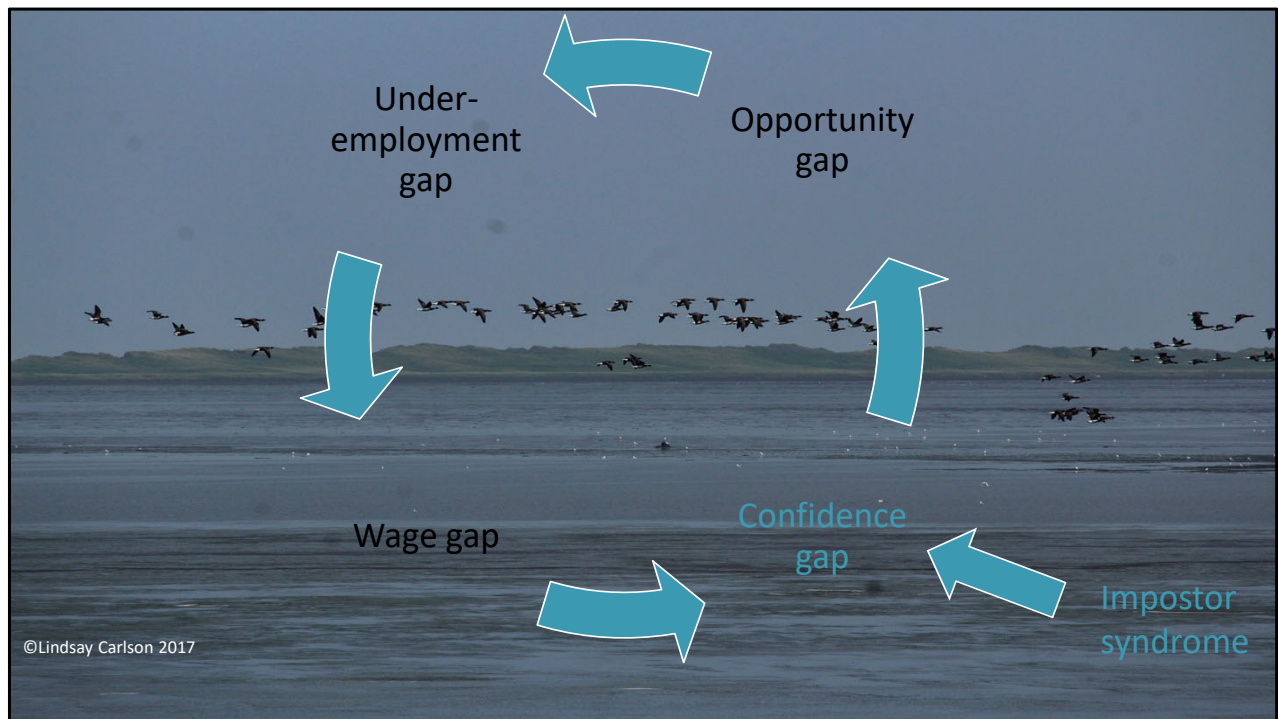 Under-
employment
gap
Opportunity
gap
Wage gap
Confidence
gap
Impostor
syndrome
©Lindsay Carlson 2017